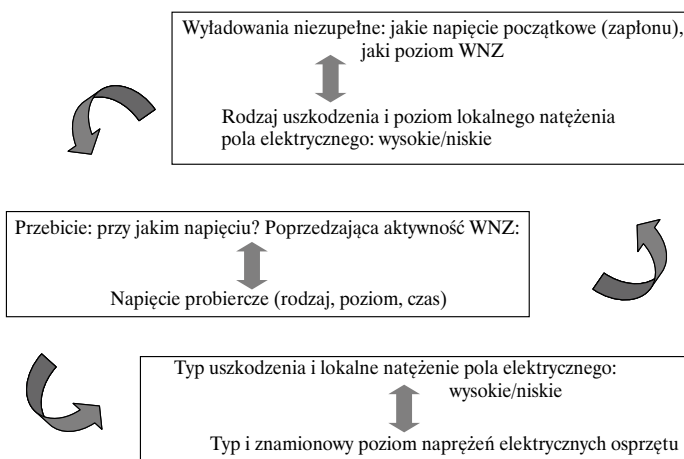 Wyładowania niezupełne: jakie napięcie początkowe (zapłonu),
jaki poziom WNZ
Rodzaj uszkodzenia i poziom lokalnego natężenia
pola elektrycznego: wysokie/niskie
Przebicie: przy jakim napięciu? Poprzedzająca aktywność WNZ:
Napięcie probiercze (rodzaj, poziom, czas)
Typ uszkodzenia i lokalne natężenie pola elektrycznego:
wysokie/niskie
Typ i znamionowy poziom naprężeń elektrycznych osprzętu